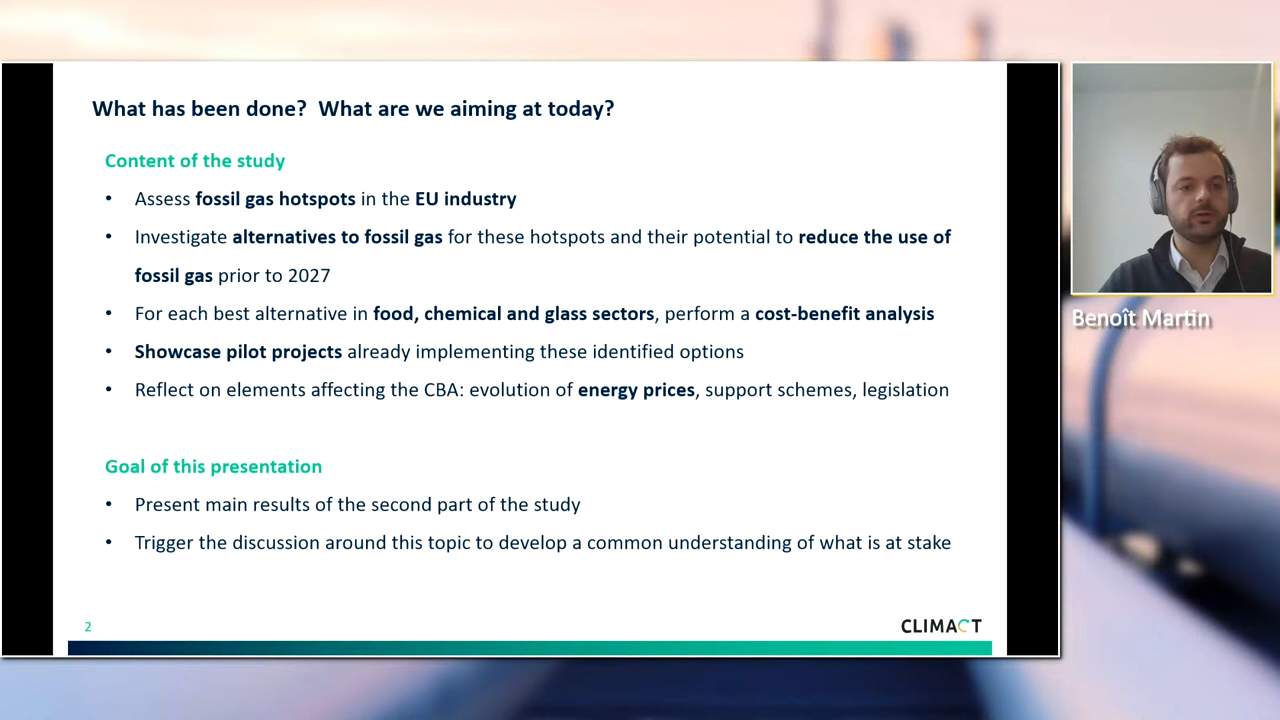 What has been done? What are we aiming at today?
Content of the study
• Assess fossil gas hotspots in the EU industry
• Investigate alternatives to fossil gas for these hotspots and their potential to reduce the use of
fossil gas prior to 2027
• For each best alternative in food, chemical and glass sectors, perform a cost-benefit analysis
• Showcase pilot projects already implementing these identified options
• Reflect on elements affecting the CBA: evolution of energy prices, support schemes, legislation
Goal of this presentation
• Present main results of the second part of the study
• Trigger the discussion around this topic to develop a common understanding of what is at stake
2
CLIMACT
Benoît Martin